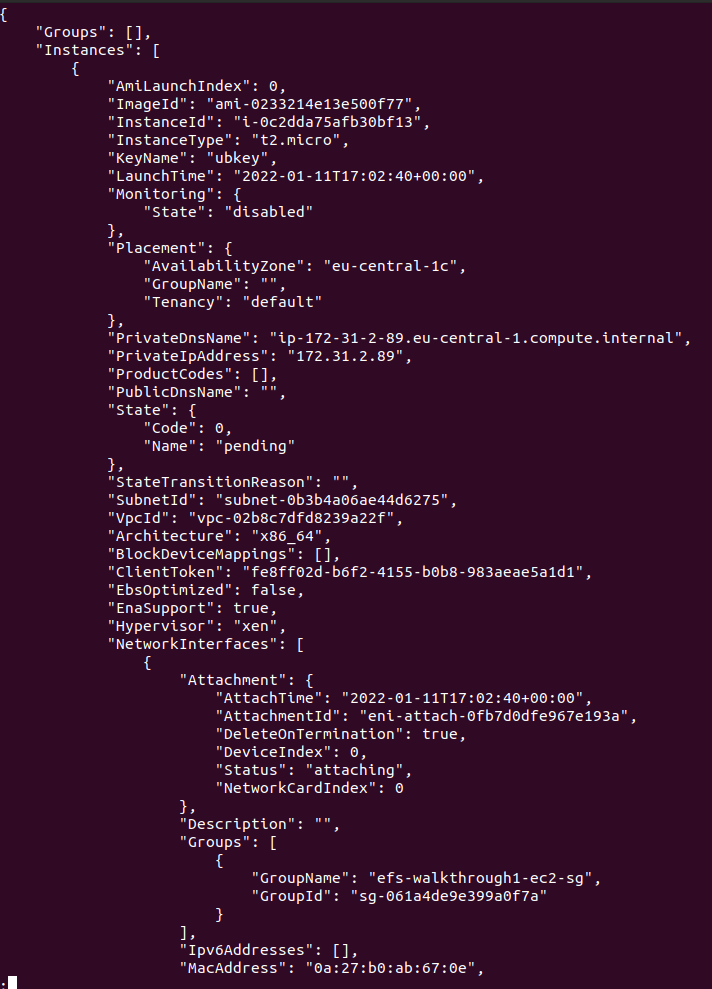 {
    "Groups": [],
    "Instances": [
        {
            "AmiLaunchIndex": 0,
            "ImageId": "ami-0233214e13e500f77",
            "InstanceId": "i-0c2dda75afb30bf13",
            "InstanceType": "t2.micro",
            "KeyName": "ubkey",
            "LaunchTime": "2022-01-11T17:02:40+00:00",
            "Monitoring": {
                "State": "disabled"
            },
            "Placement": {
                "AvailabilityZone": "eu-central-1c",
                "GroupName": "",
                "Tenancy": "default"
            },
            "PrivateDnsName": "ip-172-31-2-89.eu-central-1.compute.internal",
            "PrivateIpAddress": "172.31.2.89",
            "ProductCodes": [],
            "PublicDnsName": "",
            "State": {
                "Code": 0,
                "Name": "pending"
            },
            "StateTransitionReason": "",
            "SubnetId": "subnet-0b3b4a06ae44d6275",
            "VpcId": "vpc-02b8c7dfd8239a22f",
            "Architecture": "x86_64",
            "BlockDeviceMappings": [],
            "ClientToken": "fe8ff02d-b6f2-4155-b0b8-983aeae5a1d1",
            "EbsOptimized": false,
            "EnaSupport": true,
            "Hypervisor": "xen",
            "NetworkInterfaces": [
                {
                    "Attachment": {
                        "AttachTime": "2022-01-11T17:02:40+00:00",
                        "AttachmentId": "eni-attach-0fb7d0dfe967e193a",
                        "DeleteOnTermination": true,
                        "DeviceIndex": 0,
                        "Status": "attaching",
                        "NetworkCardIndex": 0
                    },
                    "Description": "",
                    "Groups": [
                        {
                            "GroupName": "efs-walkthrough1-ec2-sg",
                            "GroupId": "sg-061a4de9e399a0f7a"
                        }
                    ],
                    "Ipv6Addresses": [],
                    "MacAddress": "0a:27:b0:ab:67:0e",
: